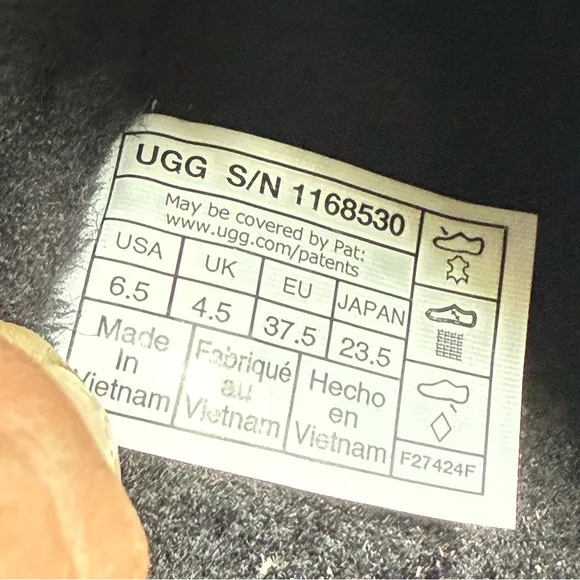 UGG S/N 1168530
May be covered by Pat:
www.ugg.com/patents
USA UK EU JAPAN
6.5 4.5 37.5 23.5
Made In Vietnam
Fabriqué au Vietnam
Hecho en Vietnam
F27424F